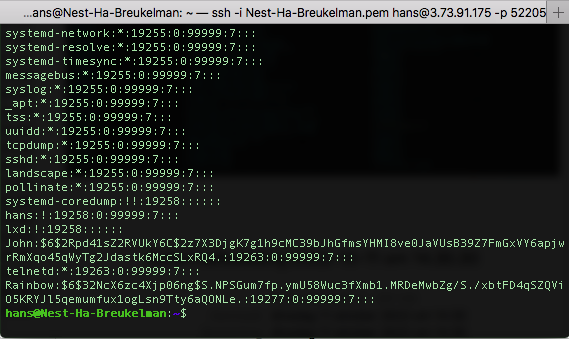 ...ans@Nest-Ha-Breukelman: ~ — ssh -i Nest-Ha-Breukelman.pem hans@3.73.91.175 -p 52205
systemd-network:*:19255:0:99999:7:::
systemd-resolve:*:19255:0:99999:7:::
systemd-timesync:*:19255:0:99999:7:::
messagebus:*:19255:0:99999:7:::
syslog:*:19255:0:99999:7:::
_apt:*:19255:0:99999:7:::
tss:*:19255:0:99999:7:::
uuidd:*:19255:0:99999:7:::
tcpdump:*:19255:0:99999:7:::
sshd:*:19255:0:99999:7:::
landscape:*:19255:0:99999:7:::
pollinate:*:19255:0:99999:7:::
systemd-coredump:!!:19258::::::
hans:!:19258:0:99999:7:::
lxd:!:19258::::::
John:$6$2Rpd41sZ2RVUkY6C$2z7X3DjgK7g1h9cMC39bJhGfmsYHMI8ve0JaVUsB39Z7FmGxVY6apjw
rRmXqo45qWyTg2Jdastk6MccSLxRQ4.:19263:0:99999:7:::
telnetd:*:19263:0:99999:7:::
Rainbow:$6$32NcX6zc4Xjp06ng$S.NPSGum7fp.ymU58Wuc3fXmb1.MRDeMwbZg/S./xbtFD4qSZQVi
O5KRYJl5qemumfux1ogLsn9Tty6aQONLe.:19277:0:99999:7:::
hans@Nest-Ha-Breukelman:~$